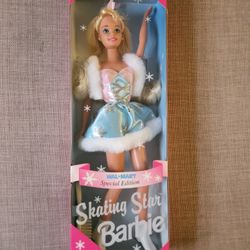 WAL-MART
Special Edition
Skating Star
Barbie